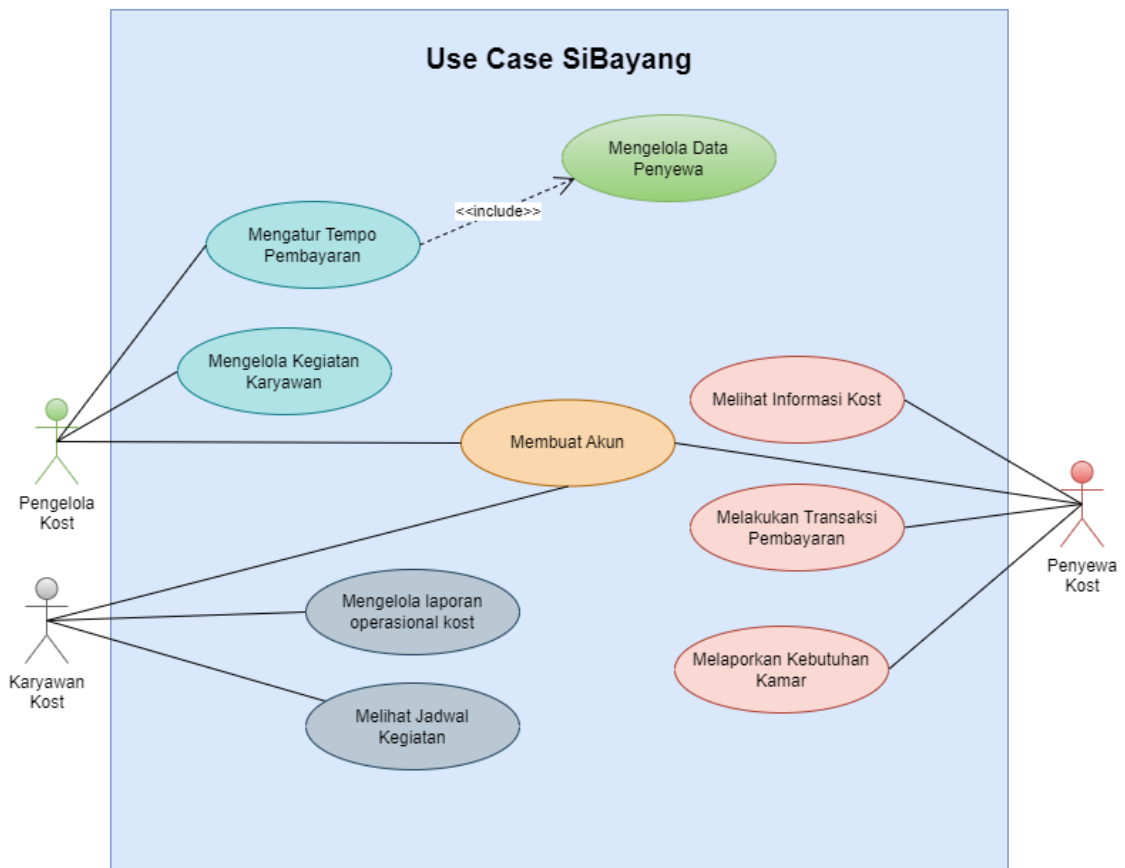 Use Case SiBayang
Mengelola Data
Penyewa
<<include>>
Mengatur Tempo
Pembayaran
Mengelola Kegiatan
Karyawan
Melihat Informasi Kost
Membuat Akun
Pengelola
Kost
Melakukan Transaksi
Pembayaran
Penyewa
Kost
Mengelola laporan
operasional kost
Melaporkan Kebutuhan
Kamar
Karyawan
Kost
Melihat Jadwal
Kegiatan